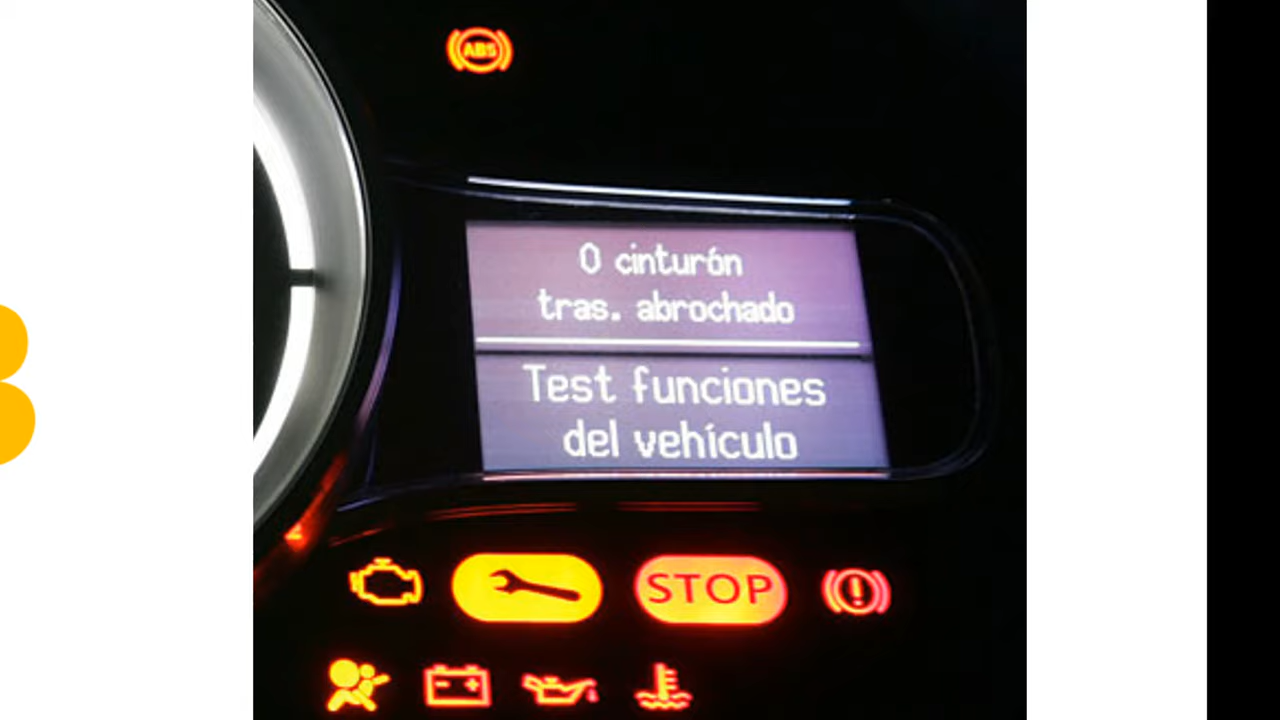 ABS
0 cinturón
tras. abrochado
Test funciones
del vehículo
STOP